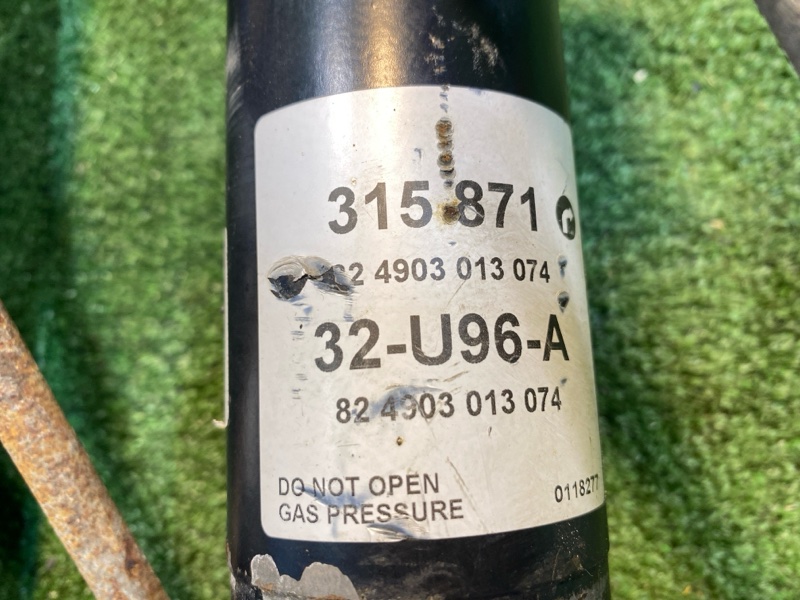 315 871 r
82 4903 013 074
32-U96-A
82 4903 013 074
DO NOT OPEN
GAS PRESSURE
0118277